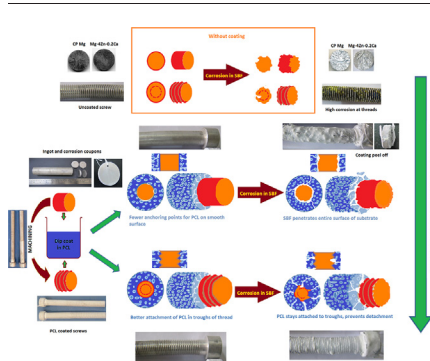 Without coating
CP Mg Mg-4Zn-0.2Ca
Corrosion in SBF
CP Mg Mg-4Zn-0.2Ca
Uncoated screw
High corrosion at threads
Ingot and corrosion coupons
Coating peel off
Corrosion in SBF
Fewer anchoring points for PCL on smooth
surface
SBF penetrates entire surface of substrate
MACHINING
Dip coat
in PCL
Corrosion in SBF
Better attachment of PCL in troughs of thread
PCL stays attached to troughs, prevents detachment
PCL coated screws